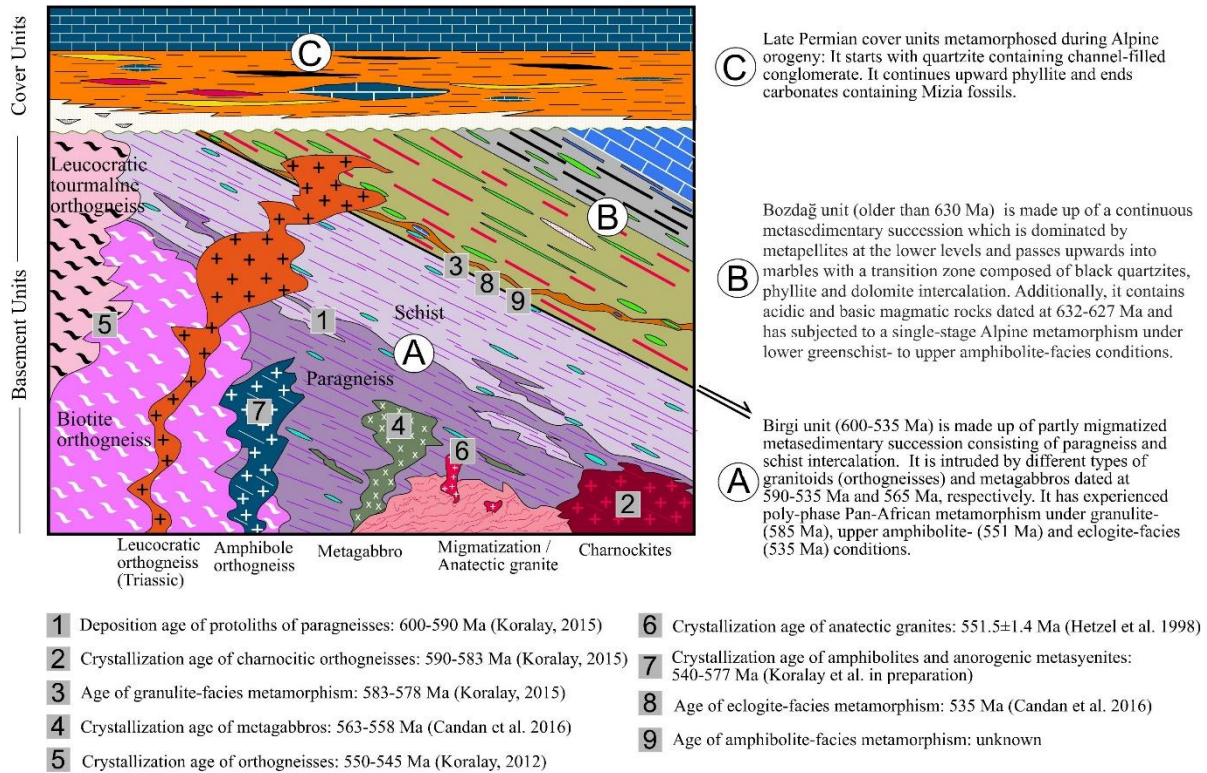 Cover Units
Basement Units
C
Leucocratic
tourmaline
orthogneiss
B
3
8
9
5
1
Schist
A
Paragneiss
7
4
Biotite
orthogneiss
6
2
Leucocratic
orthogneiss
(Triassic)
Amphibole
orthogneiss
Metagabbro
Migmatization /
Anatectic granite
Charnockites
C
Late Permian cover units metamorphosed during Alpine
orogeny: It starts with quartzite containing channel-filled
conglomerate. It continues upward phyllite and ends
carbonates containing Mizia fossils.
B
Bozdağ unit (older than 630 Ma) is made up of a continuous
metasedimentary succession which is dominated by
metapellites at the lower levels and passes upwards into
marbles with a transition zone composed of black quartzites,
phyllite and dolomite intercalation. Additionally, it contains
acidic and basic magmatic rocks dated at 632-627 Ma and
has subjected to a single-stage Alpine metamorphism under
lower greenschist- to upper amphibolite-facies conditions.
A
Birgi unit (600-535 Ma) is made up of partly migmatized
metasedimentary succession consisting of paragneiss and
schist intercalation. It is intruded by different types of
granitoids (orthogneisses) and metagabbros dated at
590-535 Ma and 565 Ma, respectively. It has experienced
poly-phase Pan-African metamorphism under granulite-
(585 Ma), upper amphibolite- (551 Ma) and eclogite-facies
(535 Ma) conditions.
1 Deposition age of protoliths of paragneisses: 600-590 Ma (Koralay, 2015)
2 Crystallization age of charnocitic orthogneisses: 590-583 Ma (Koralay, 2015)
3 Age of granulite-facies metamorphism: 583-578 Ma (Koralay, 2015)
4 Crystallization age of metagabbros: 563-558 Ma (Candan et al. 2016)
5 Crystallization age of orthogneisses: 550-545 Ma (Koralay, 2012)
6 Crystallization age of anatectic granites: 551.5±1.4 Ma (Hetzel et al. 1998)
7 Crystallization age of amphibolites and anorogenic metasyenites:
540-577 Ma (Koralay et al. in preparation)
8 Age of eclogite-facies metamorphism: 535 Ma (Candan et al. 2016)
9 Age of amphibolite-facies metamorphism: unknown